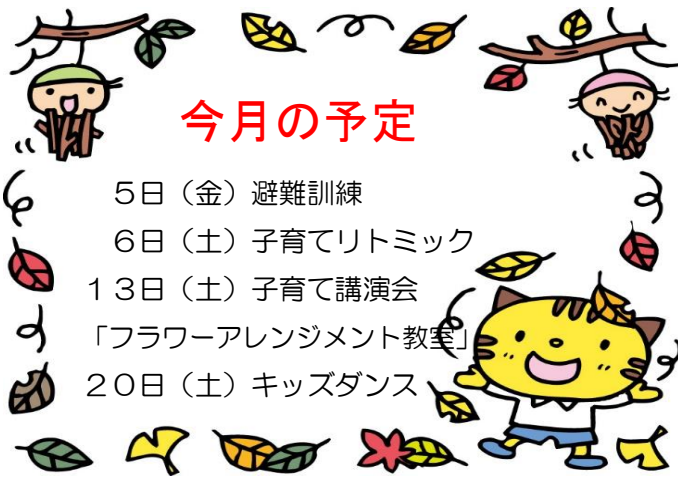 今月の予定
５日（金）避難訓練
６日（土）子育てリトミック
１３日（土）子育て講演会
「フラワーアレンジメント教室」
２０日（土）キッズダンス